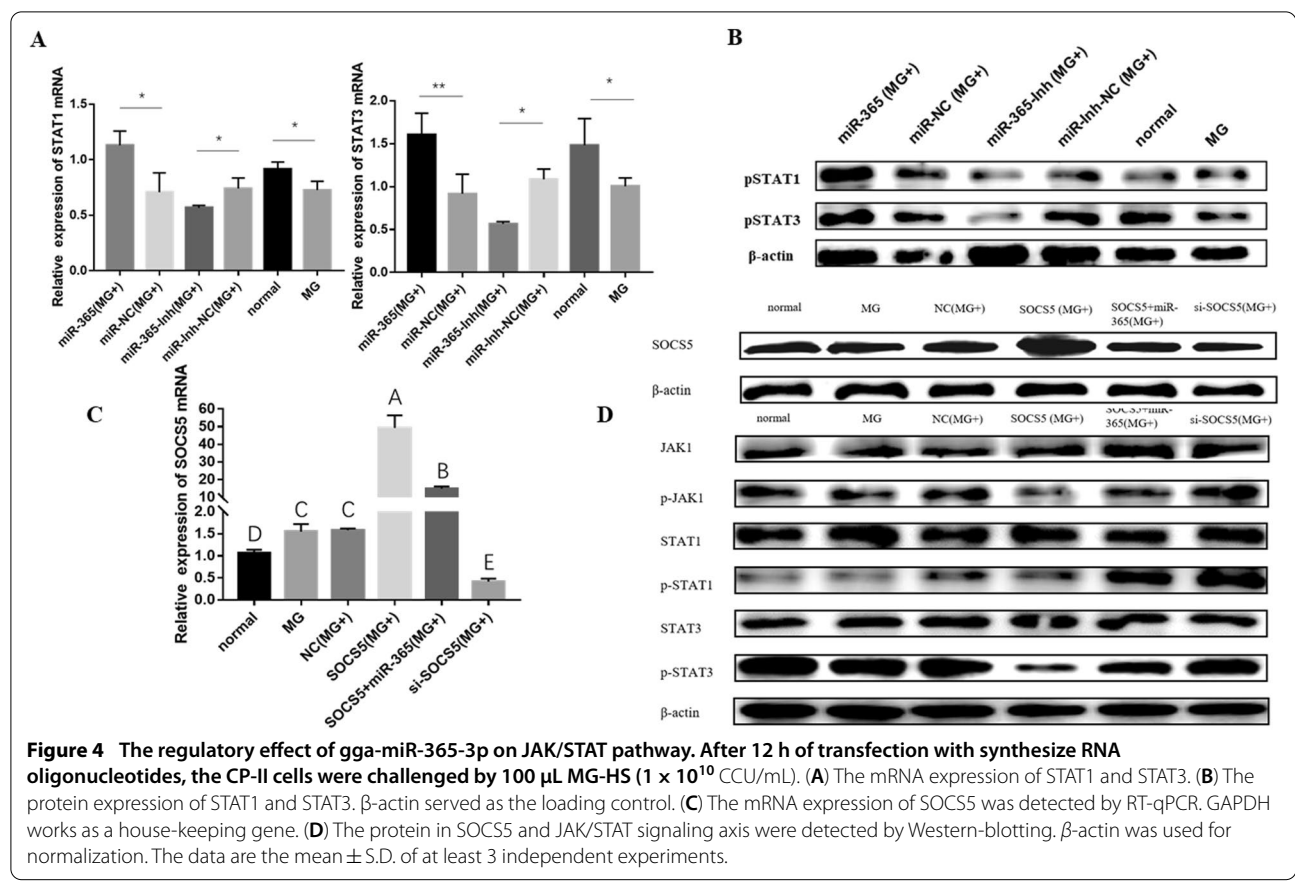 A
Relative expression of STAT1 mRNA
1.5
1.0
0.5
0.0
*
*
*
miR-365(MG+)
miR-NC(MG+)
miR-365-Inh(MG+)
miR-Inh-NC(MG+)
normal
MG
Relative expression of STAT3 mRNA
2.0
1.5
1.0
0.5
0.0
**
*
*
miR-365(MG+)
miR-NC(MG+)
miR-365-Inh(MG+)
miR-Inh-NC(MG+)
normal
MG
B
miR-365 (MG+)
miR-NC (MG+)
miR-365-Inh (MG+)
miR-Inh-NC (MG+)
normal
MG
pSTAT1
pSTAT3
β-actin
normal MG NC(MG+) SOCS5 (MG+) SOCS5+miR-365(MG+) si-SOCS5(MG+)
SOCS5
β-actin
C
Relative expression of SOCS5 mRNA
60
50
40
30
20
10
2.0
1.5
1.0
0.5
0.0
D
C
C
A
B
E
normal
MG
NC(MG+)
SOCS5(MG+)
SOCS5+miR-365(MG+)
si-SOCS5(MG+)
D
normal MG NC(MG+) SOCS5 (MG+) SOCS5+miR-365(MG+) si-SOCS5(MG+)
JAK1
p-JAK1
STAT1
p-STAT1
STAT3
p-STAT3
β-actin
Figure 4 The regulatory effect of gga-miR-365-3p on JAK/STAT pathway. After 12 h of transfection with synthesize RNA
oligonucleotides, the CP-II cells were challenged by 100 µL MG-HS (1 x 10¹⁰ CCU/mL). (A) The mRNA expression of STAT1 and STAT3. (B) The
protein expression of STAT1 and STAT3. β-actin served as the loading control. (C) The mRNA expression of SOCS5 was detected by RT-qPCR. GAPDH
works as a house-keeping gene. (D) The protein in SOCS5 and JAK/STAT signaling axis were detected by Western-blotting. β-actin was used for
normalization. The data are the mean ± S.D. of at least 3 independent experiments.